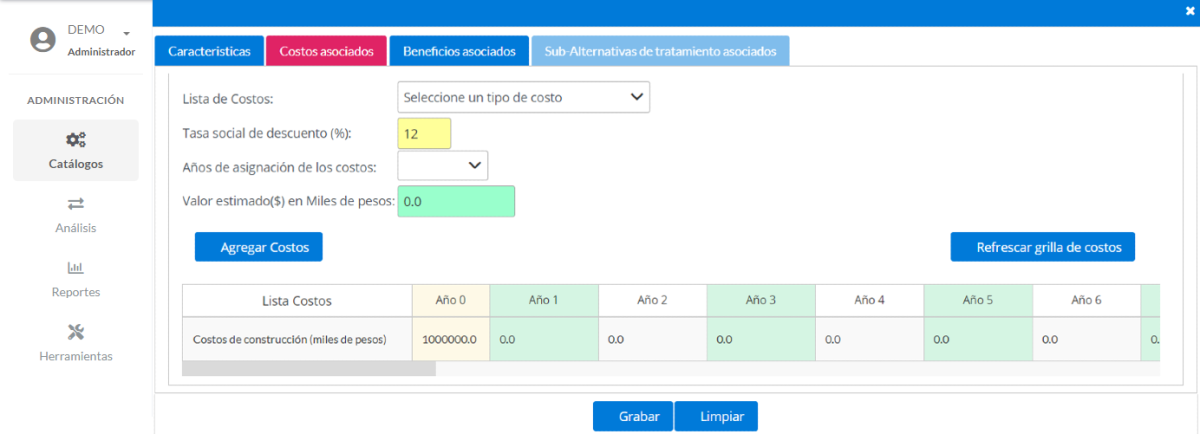 DEMO
Administrador
ADMINISTRACIÓN
Catálogos
Análisis
Reportes
Herramientas
Características
Costos asociados
Beneficios asociados
Sub-Alternativas de tratamiento asociados
Lista de Costos:
Seleccione un tipo de costo
Tasa social de descuento (%):
12
Años de asignación de los costos:
Valor estimado($) en Miles de pesos:
0.0
Agregar Costos
Refrescar grilla de costos
Lista Costos Año 0 Año 1 Año 2 Año 3 Año 4 Año 5 Año 6
Costos de construcción (miles de pesos) 1000000.0 0.0 0.0 0.0 0.0 0.0 0.0 0.
Grabar
Limpiar